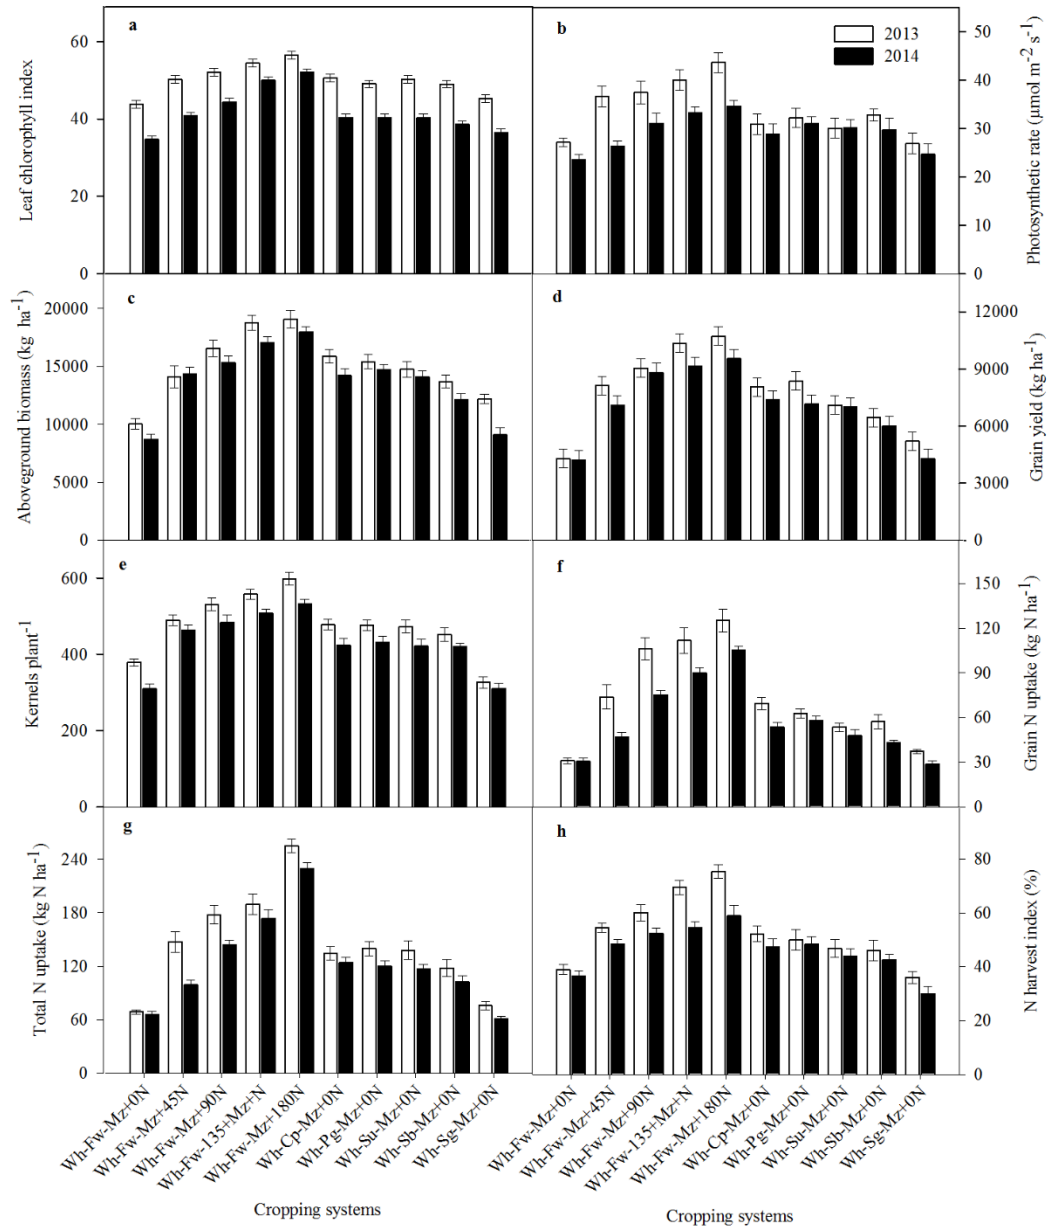 a
Leaf chlorophyll index
60
40
20
0
b
2013
2014
50
40
30
20
10
0
Photosynthetic rate (µmol m⁻² s⁻¹)
c
Aboveground biomass (kg ha⁻¹)
20000
15000
10000
5000
0
d
12000
9000
6000
3000
0
Grain yield (kg ha⁻¹)
e
Kernels plant⁻¹
600
400
200
0
f
150
120
90
60
30
0
Grain N uptake (kg N ha⁻¹)
g
Total N uptake (kg N ha⁻¹)
240
180
120
60
0
h
80
60
40
20
0
N harvest index (%)
Wh-Fw-Mz+0N
Wh-Fw-Mz+45N
Wh-Fw-Mz+90N
Wh-Fw-135+Mz+N
Wh-Fw-Mz+180N
Wh-Cp-Mz+0N
Wh-Pg-Mz+0N
Wh-Su-Mz+0N
Wh-Sb-Mz+0N
Wh-Sg-Mz+0N
Cropping systems
Wh-Fw-Mz+0N
Wh-Fw-Mz+45N
Wh-Fw-Mz+90N
Wh-Fw-135+Mz+N
Wh-Fw-Mz+180N
Wh-Cp-Mz+0N
Wh-Pg-Mz+0N
Wh-Su-Mz+0N
Wh-Sb-Mz+0N
Wh-Sg-Mz+0N
Cropping systems